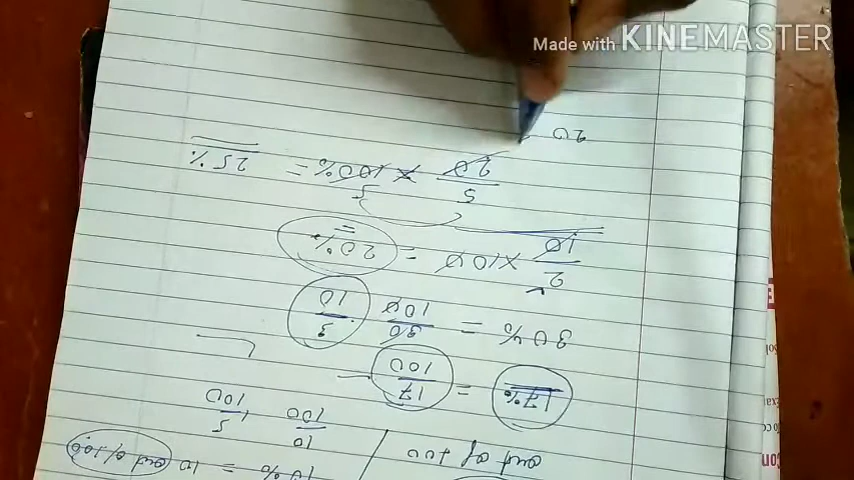 Made with KINEMASTER
out of 100
10% = 10 out of 100
10/100 5/100
17% = 17/100
30% = 30/100 3/10
2/10 × 100 = 20%
5/20 × 100% = 25%
5
20